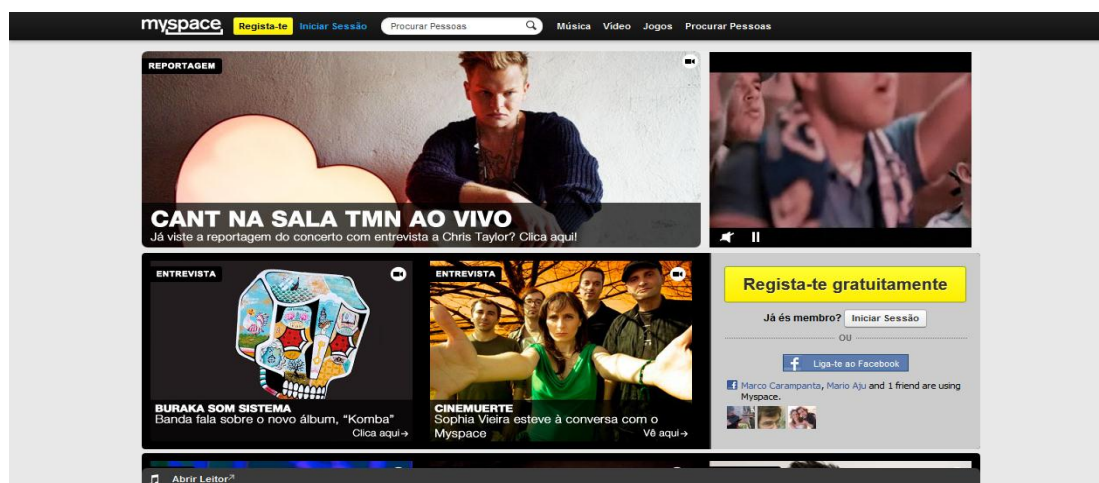 myspace Regista-te Iniciar Sessão Procurar Pessoas Música Vídeo Jogos Procurar Pessoas
REPORTAGEM
CANT NA SALA TMN AO VIVO
Já viste a reportagem do concerto com entrevista a Chris Taylor? Clica aqui!
ENTREVISTA
BURAKA SOM SISTEMA
Banda fala sobre o novo álbum, "Komba"
Clica aqui→
ENTREVISTA
CINEMUERTE
Sophia Vieira esteve à conversa com o
Myspace
Vê aqui→
Regista-te gratuitamente
Já és membro? Iniciar Sessão
OU
f Liga-te ao Facebook
f Marco Carampanta, Mario Aju and 1 friend are using
Myspace.
Abrir Leitor↗